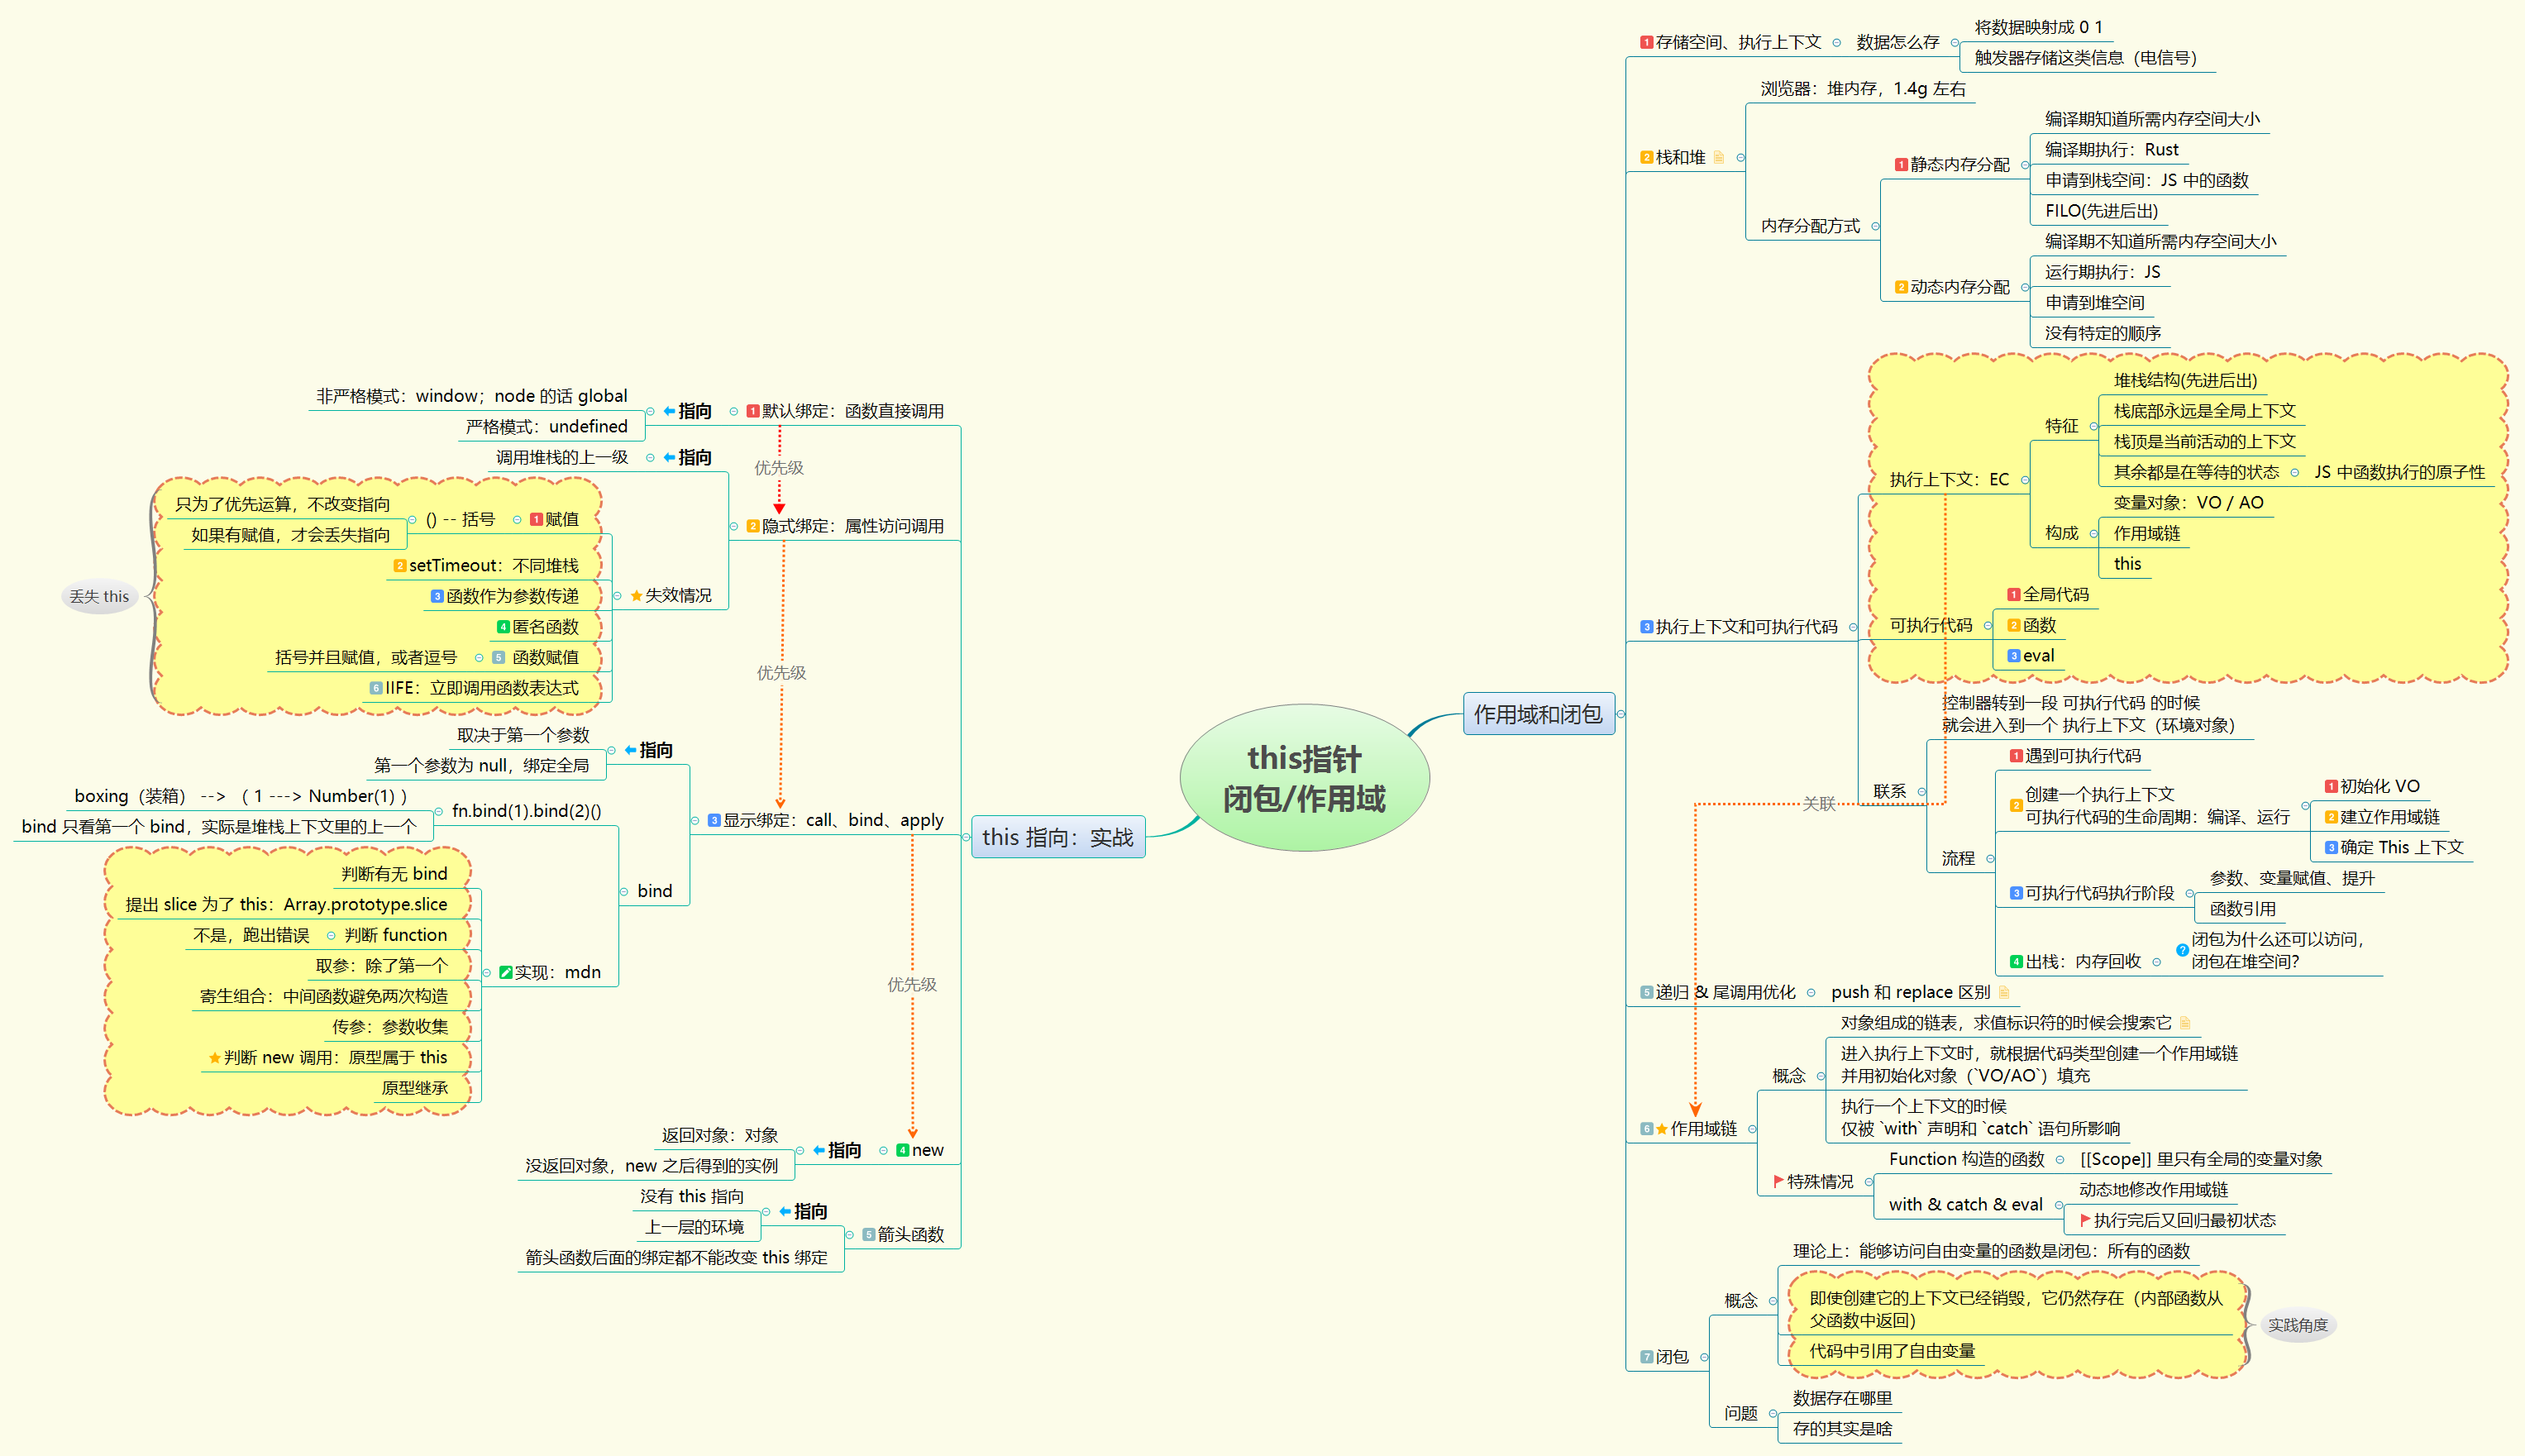 this指针
闭包/作用域
作用域和闭包
1 存储空间、执行上下文
数据怎么存
将数据映射成 0 1
触发器存储这类信息（电信号）
2 栈和堆
浏览器：堆内存，1.4g 左右
内存分配方式
1 静态内存分配
编译期知道所需内存空间大小
编译期执行：Rust
申请到栈空间：JS 中的函数
FILO(先进后出)
2 动态内存分配
编译期不知道所需内存空间大小
运行期执行：JS
申请到堆空间
没有特定的顺序
3 执行上下文和可执行代码
执行上下文：EC
特征
堆栈结构(先进后出)
栈底部永远是全局上下文
栈顶是当前活动的上下文
其余都是在等待的状态
JS 中函数执行的原子性
构成
变量对象：VO / AO
作用域链
this
可执行代码
1 全局代码
2 函数
3 eval
联系
控制器转到一段 可执行代码 的时候
就会进入到一个 执行上下文（环境对象）
流程
1 遇到可执行代码
2 创建一个执行上下文
可执行代码的生命周期：编译、运行
1 初始化 VO
2 建立作用域链
3 确定 This 上下文
3 可执行代码执行阶段
参数、变量赋值、提升
函数引用
4 出栈：内存回收
? 闭包为什么还可以访问，
闭包在堆空间？
关联
5 递归 & 尾调用优化
push 和 replace 区别
6 作用域链
概念
对象组成的链表，求值标识符的时候会搜索它
进入执行上下文时，就根据代码类型创建一个作用域链
并用初始化对象（`VO/AO`）填充
执行一个上下文的时候
仅被 `with` 声明和 `catch` 语句所影响
特殊情况
Function 构造的函数
[[Scope]] 里只有全局的变量对象
with & catch & eval
动态地修改作用域链
执行完后又回归最初状态
7 闭包
概念
理论上：能够访问自由变量的函数是闭包：所有的函数
即使创建它的上下文已经销毁，它仍然存在（内部函数从
父函数中返回）
代码中引用了自由变量
实践角度
问题
数据存在哪里
存的其实是啥
this 指向：实战
1 默认绑定：函数直接调用
指向
非严格模式：window；node 的话 global
严格模式：undefined
优先级
2 隐式绑定：属性访问调用
指向
调用堆栈的上一级
失效情况
1 赋值
() -- 括号
只为了优先运算，不改变指向
如果有赋值，才会丢失指向
2 setTimeout：不同堆栈
3 函数作为参数传递
4 匿名函数
5 函数赋值
括号并且赋值，或者逗号
6 IIFE：立即调用函数表达式
丢失 this
优先级
3 显示绑定：call、bind、apply
指向
取决于第一个参数
第一个参数为 null，绑定全局
bind
fn.bind(1).bind(2)()
boxing（装箱） --> （ 1 ---> Number(1) ）
bind 只看第一个 bind，实际是堆栈上下文里的上一个
实现：mdn
判断有无 bind
提出 slice 为了 this：Array.prototype.slice
判断 function
不是，跑出错误
取参：除了第一个
寄生组合：中间函数避免两次构造
传参：参数收集
判断 new 调用：原型属于 this
原型继承
优先级
4 new
指向
返回对象：对象
没返回对象，new 之后得到的实例
5 箭头函数
指向
没有 this 指向
上一层的环境
箭头函数后面的绑定都不能改变 this 绑定